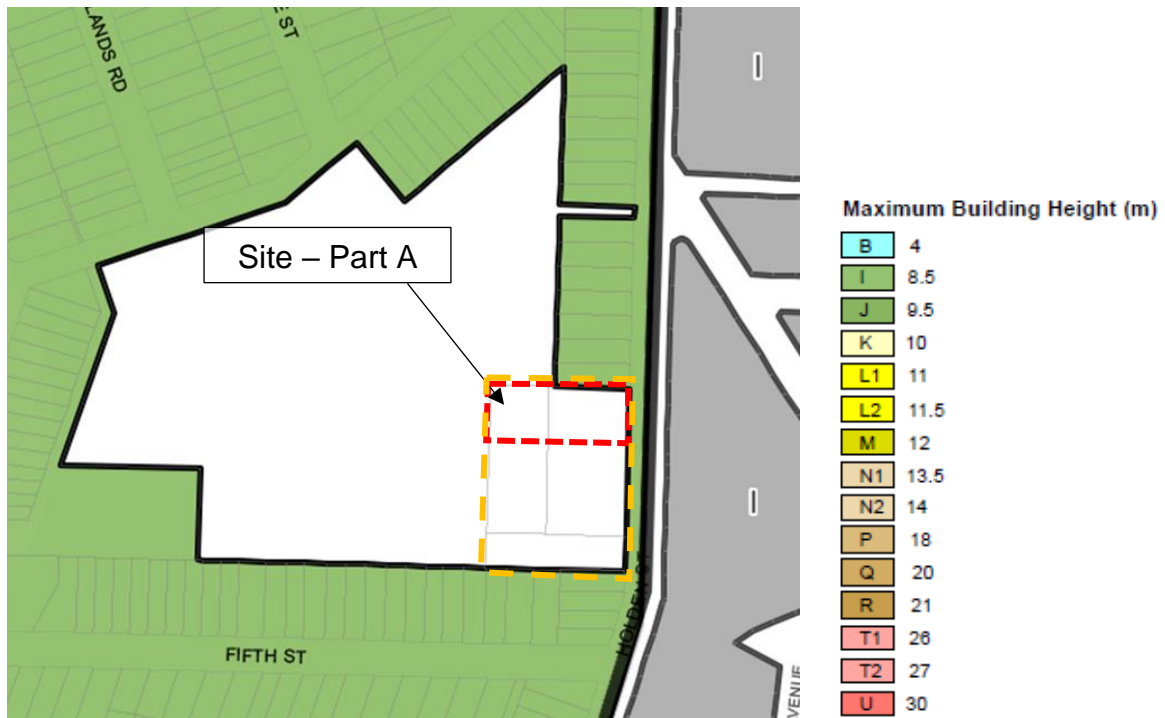 LANDS RD
E ST
I
Site – Part A
I
FIFTH ST
HOLDEN ST
VENUE
Maximum Building Height (m)
B 4
I 8.5
J 9.5
K 10
L1 11
L2 11.5
M 12
N1 13.5
N2 14
P 18
Q 20
R 21
T1 26
T2 27
U 30